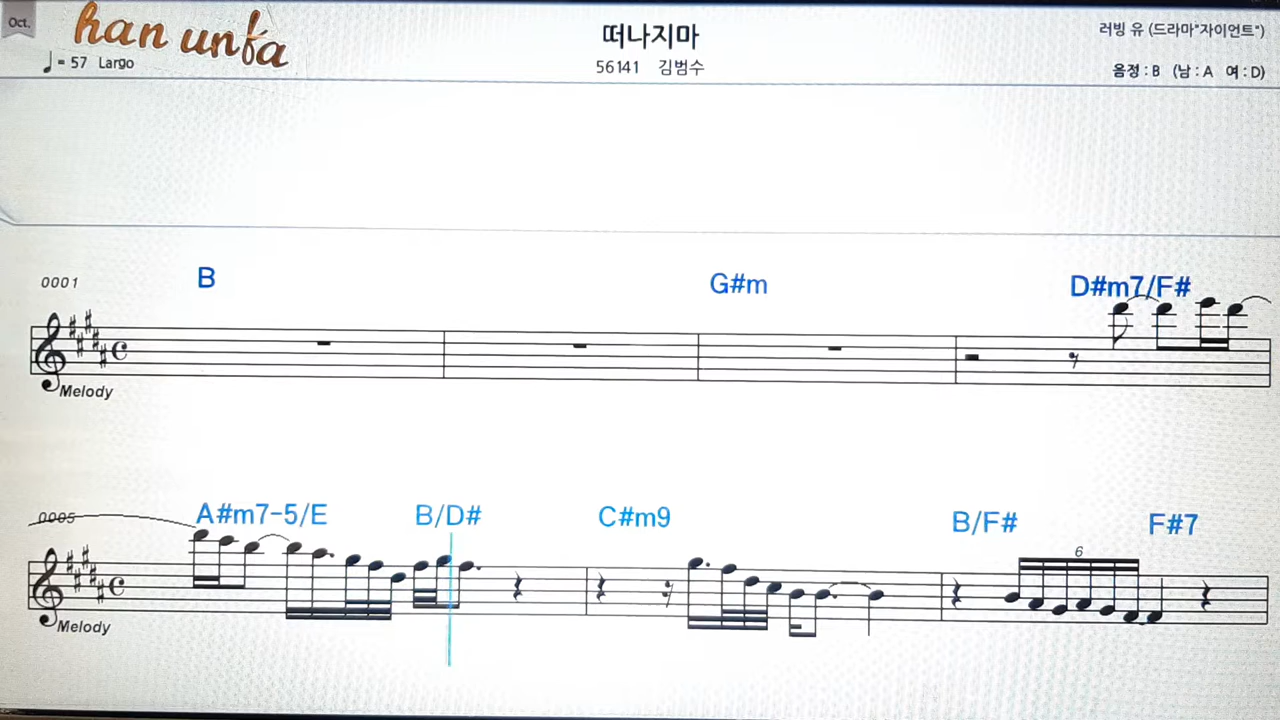 Oct.
han unfa
♩= 57 Largo
떠나지마
56141 김범수
러빙 유 (드라마"자이언트")
음정 : B (남 : A 여 : D)
0001
B G#m D#m7/F#
Melody
0005
A#m7-5/E B/D# C#m9 B/F# F#7
6
Melody